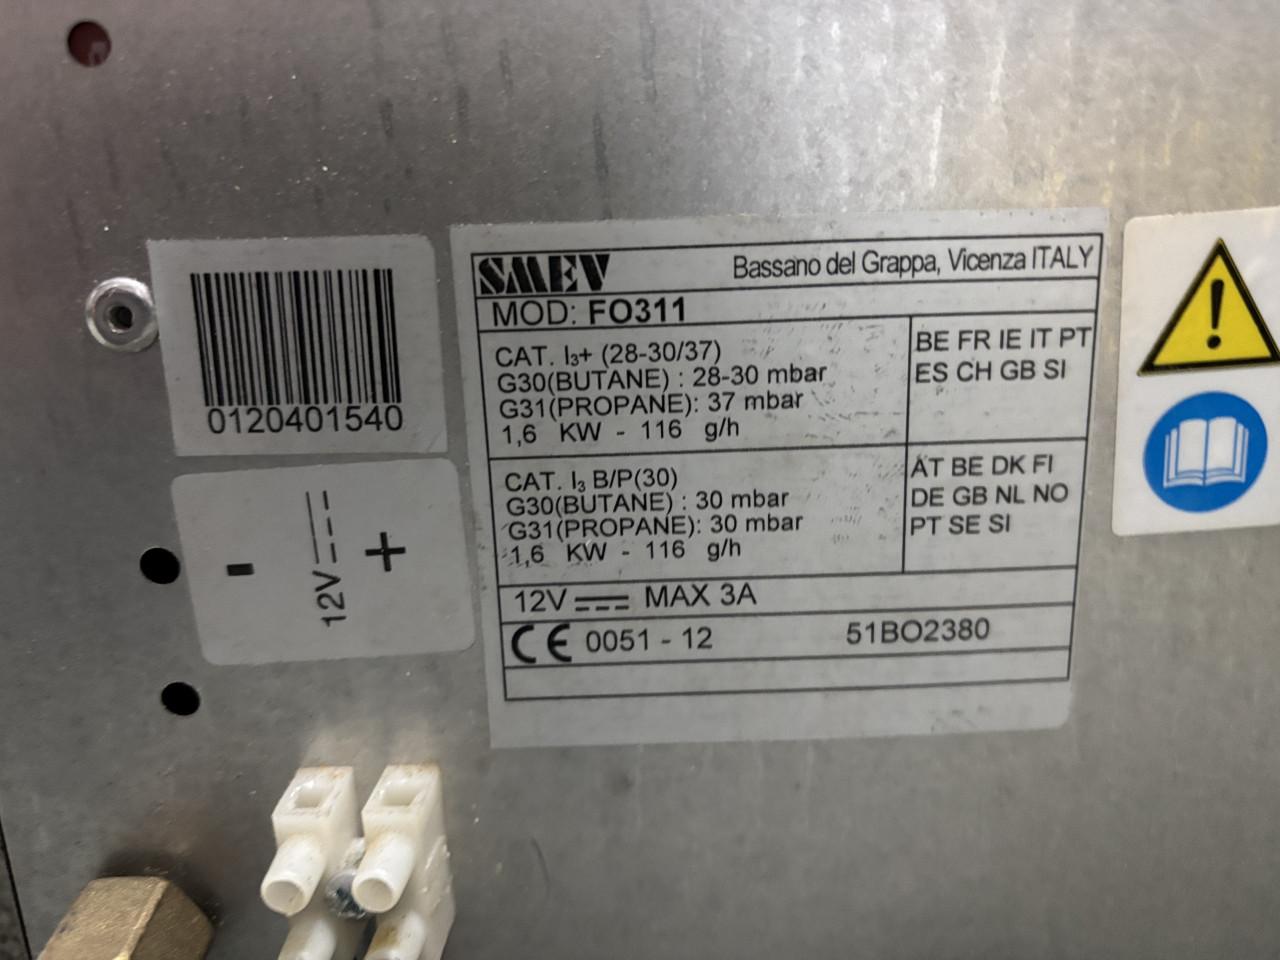 0120401540
- 12V +
SMEV Bassano del Grappa, Vicenza ITALY
MOD: FO311
CAT. I3+ (28-30/37)
G30(BUTANE) : 28-30 mbar
G31(PROPANE): 37 mbar
1,6 KW - 116 g/h
BE FR IE IT PT
ES CH GB SI
CAT. I3 B/P(30)
G30(BUTANE) : 30 mbar
G31(PROPANE): 30 mbar
1,6 KW - 116 g/h
AT BE DK FI
DE GB NL NO
PT SE SI
12V MAX 3A
CE 0051 - 12 51BO2380